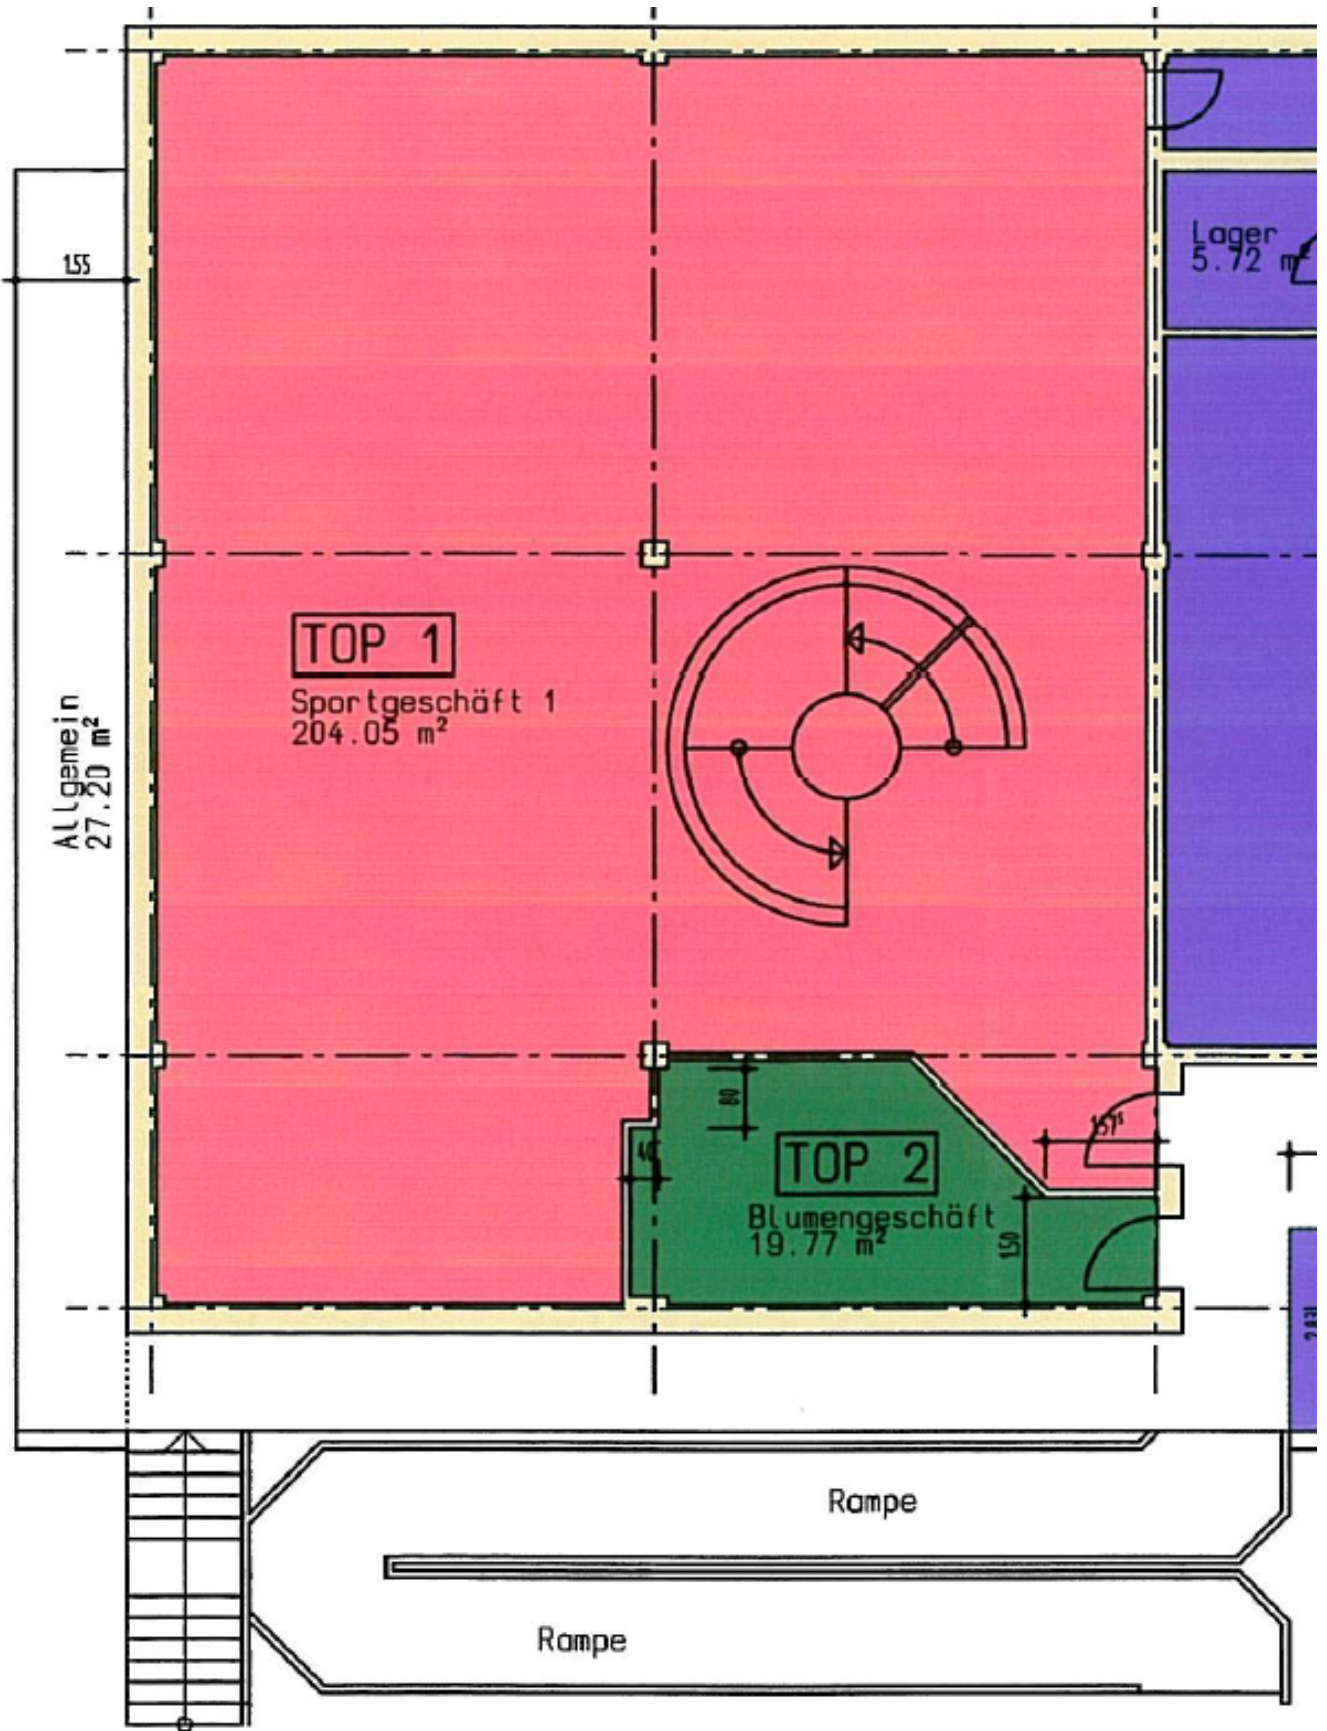 155
Lager
5.72 m²
TOP 1
Sportgeschäft 1
204.05 m²
Allgemein
27.20 m²
80
157⁵
40
TOP 2
Blumengeschäft
19.77 m²
150
Rampe
Rampe